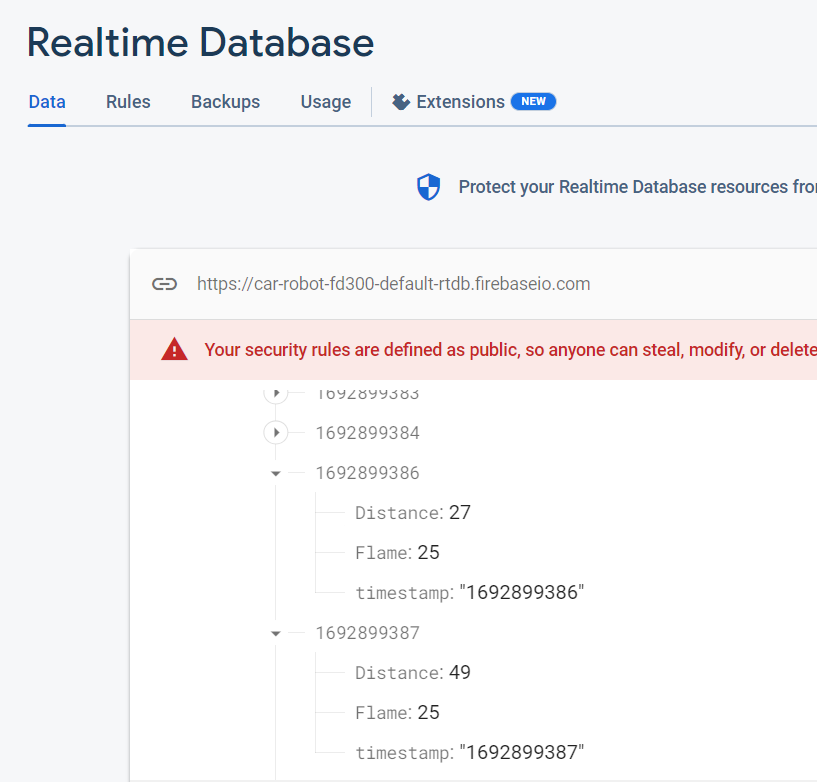 Realtime Database
Data Rules Backups Usage Extensions NEW
Protect your Realtime Database resources from
https://car-robot-fd300-default-rtdb.firebaseio.com
Your security rules are defined as public, so anyone can steal, modify, or delete
1692899383
1692899384
1692899386
Distance: 27
Flame: 25
timestamp: "1692899386"
1692899387
Distance: 49
Flame: 25
timestamp: "1692899387"